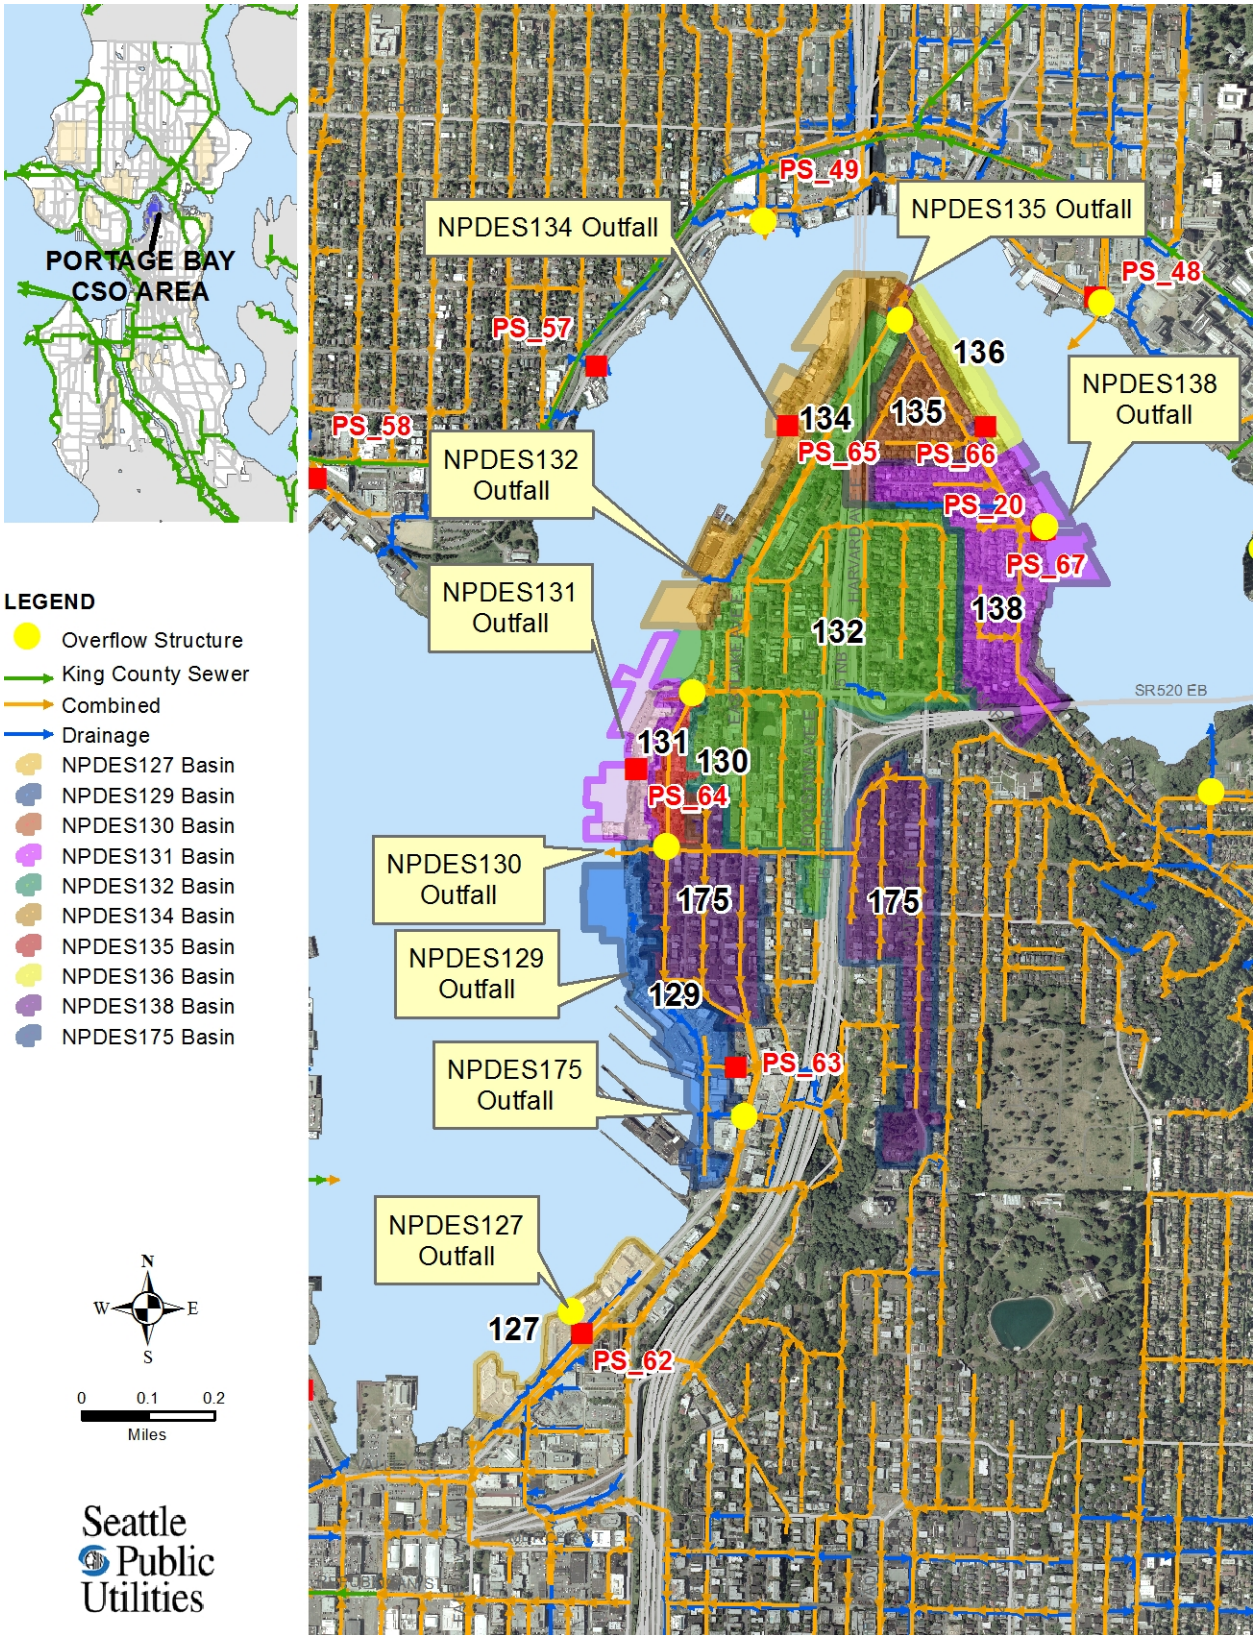 PORTAGE BAY
CSO AREA
LEGEND
Overflow Structure
King County Sewer
Combined
Drainage
NPDES127 Basin
NPDES129 Basin
NPDES130 Basin
NPDES131 Basin
NPDES132 Basin
NPDES134 Basin
NPDES135 Basin
NPDES136 Basin
NPDES138 Basin
NPDES175 Basin
N
W E
S
0 0.1 0.2
Miles
Seattle
Public
Utilities
PS_49
NPDES134 Outfall
NPDES135 Outfall
PS_48
PS_57
136
NPDES138
Outfall
134
135
PS_58
PS_65
PS_66
NPDES132
Outfall
PS_20
PS_67
NPDES131
Outfall
138
132
SR520 EB
131
130
PS_64
NPDES130
Outfall
175
175
NPDES129
Outfall
129
PS_63
NPDES175
Outfall
NPDES127
Outfall
127
PS_62